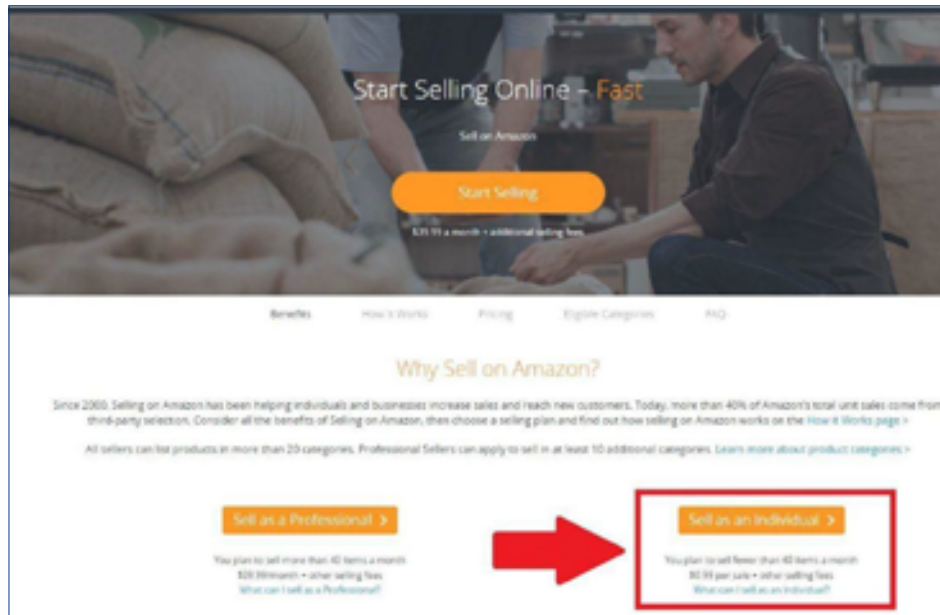 Start Selling Online – Fast
Sell on Amazon
Start Selling
$39.99 a month + additional selling fees
Benefits
How it Works
Pricing
Eligible Categories
FAQ
Why Sell on Amazon?
Since 2000, Selling on Amazon has been helping individuals and businesses increase sales and reach new customers. Today, more than 40% of Amazon's total unit sales come from
third-party selection. Consider all the benefits of Selling on Amazon, then choose a selling plan and find out how selling on Amazon works on the How it Works page >
All sellers can list products in more than 20 categories. Professional Sellers can apply to sell in at least 10 additional categories. Learn more about product categories >
Sell as a Professional >
Sell as an Individual >
You plan to sell more than 40 items a month
$39.99/month + other selling fees
What can I sell as a Professional?
You plan to sell fewer than 40 items a month
$0.99 per sale + other selling fees
What can I sell as an Individual?